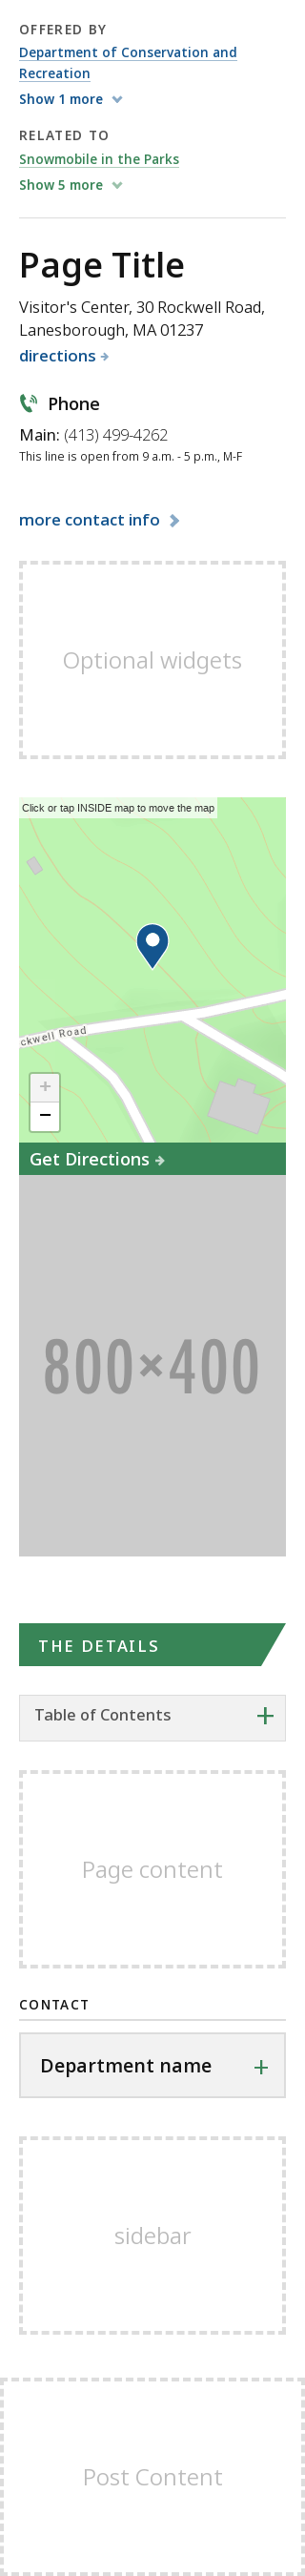 OFFERED BY
Department of Conservation and
Recreation
Show 1 more
RELATED TO
Snowmobile in the Parks
Show 5 more
Page Title
Visitor's Center, 30 Rockwell Road,
Lanesborough, MA 01237
directions
Phone
Main: (413) 499-4262
This line is open from 9 a.m. - 5 p.m., M-F
more contact info
Optional widgets
Click or tap INSIDE map to move the map
ckwell Road
+
−
Get Directions
800×400
THE DETAILS
Table of Contents
Page content
CONTACT
Department name
sidebar
Post Content